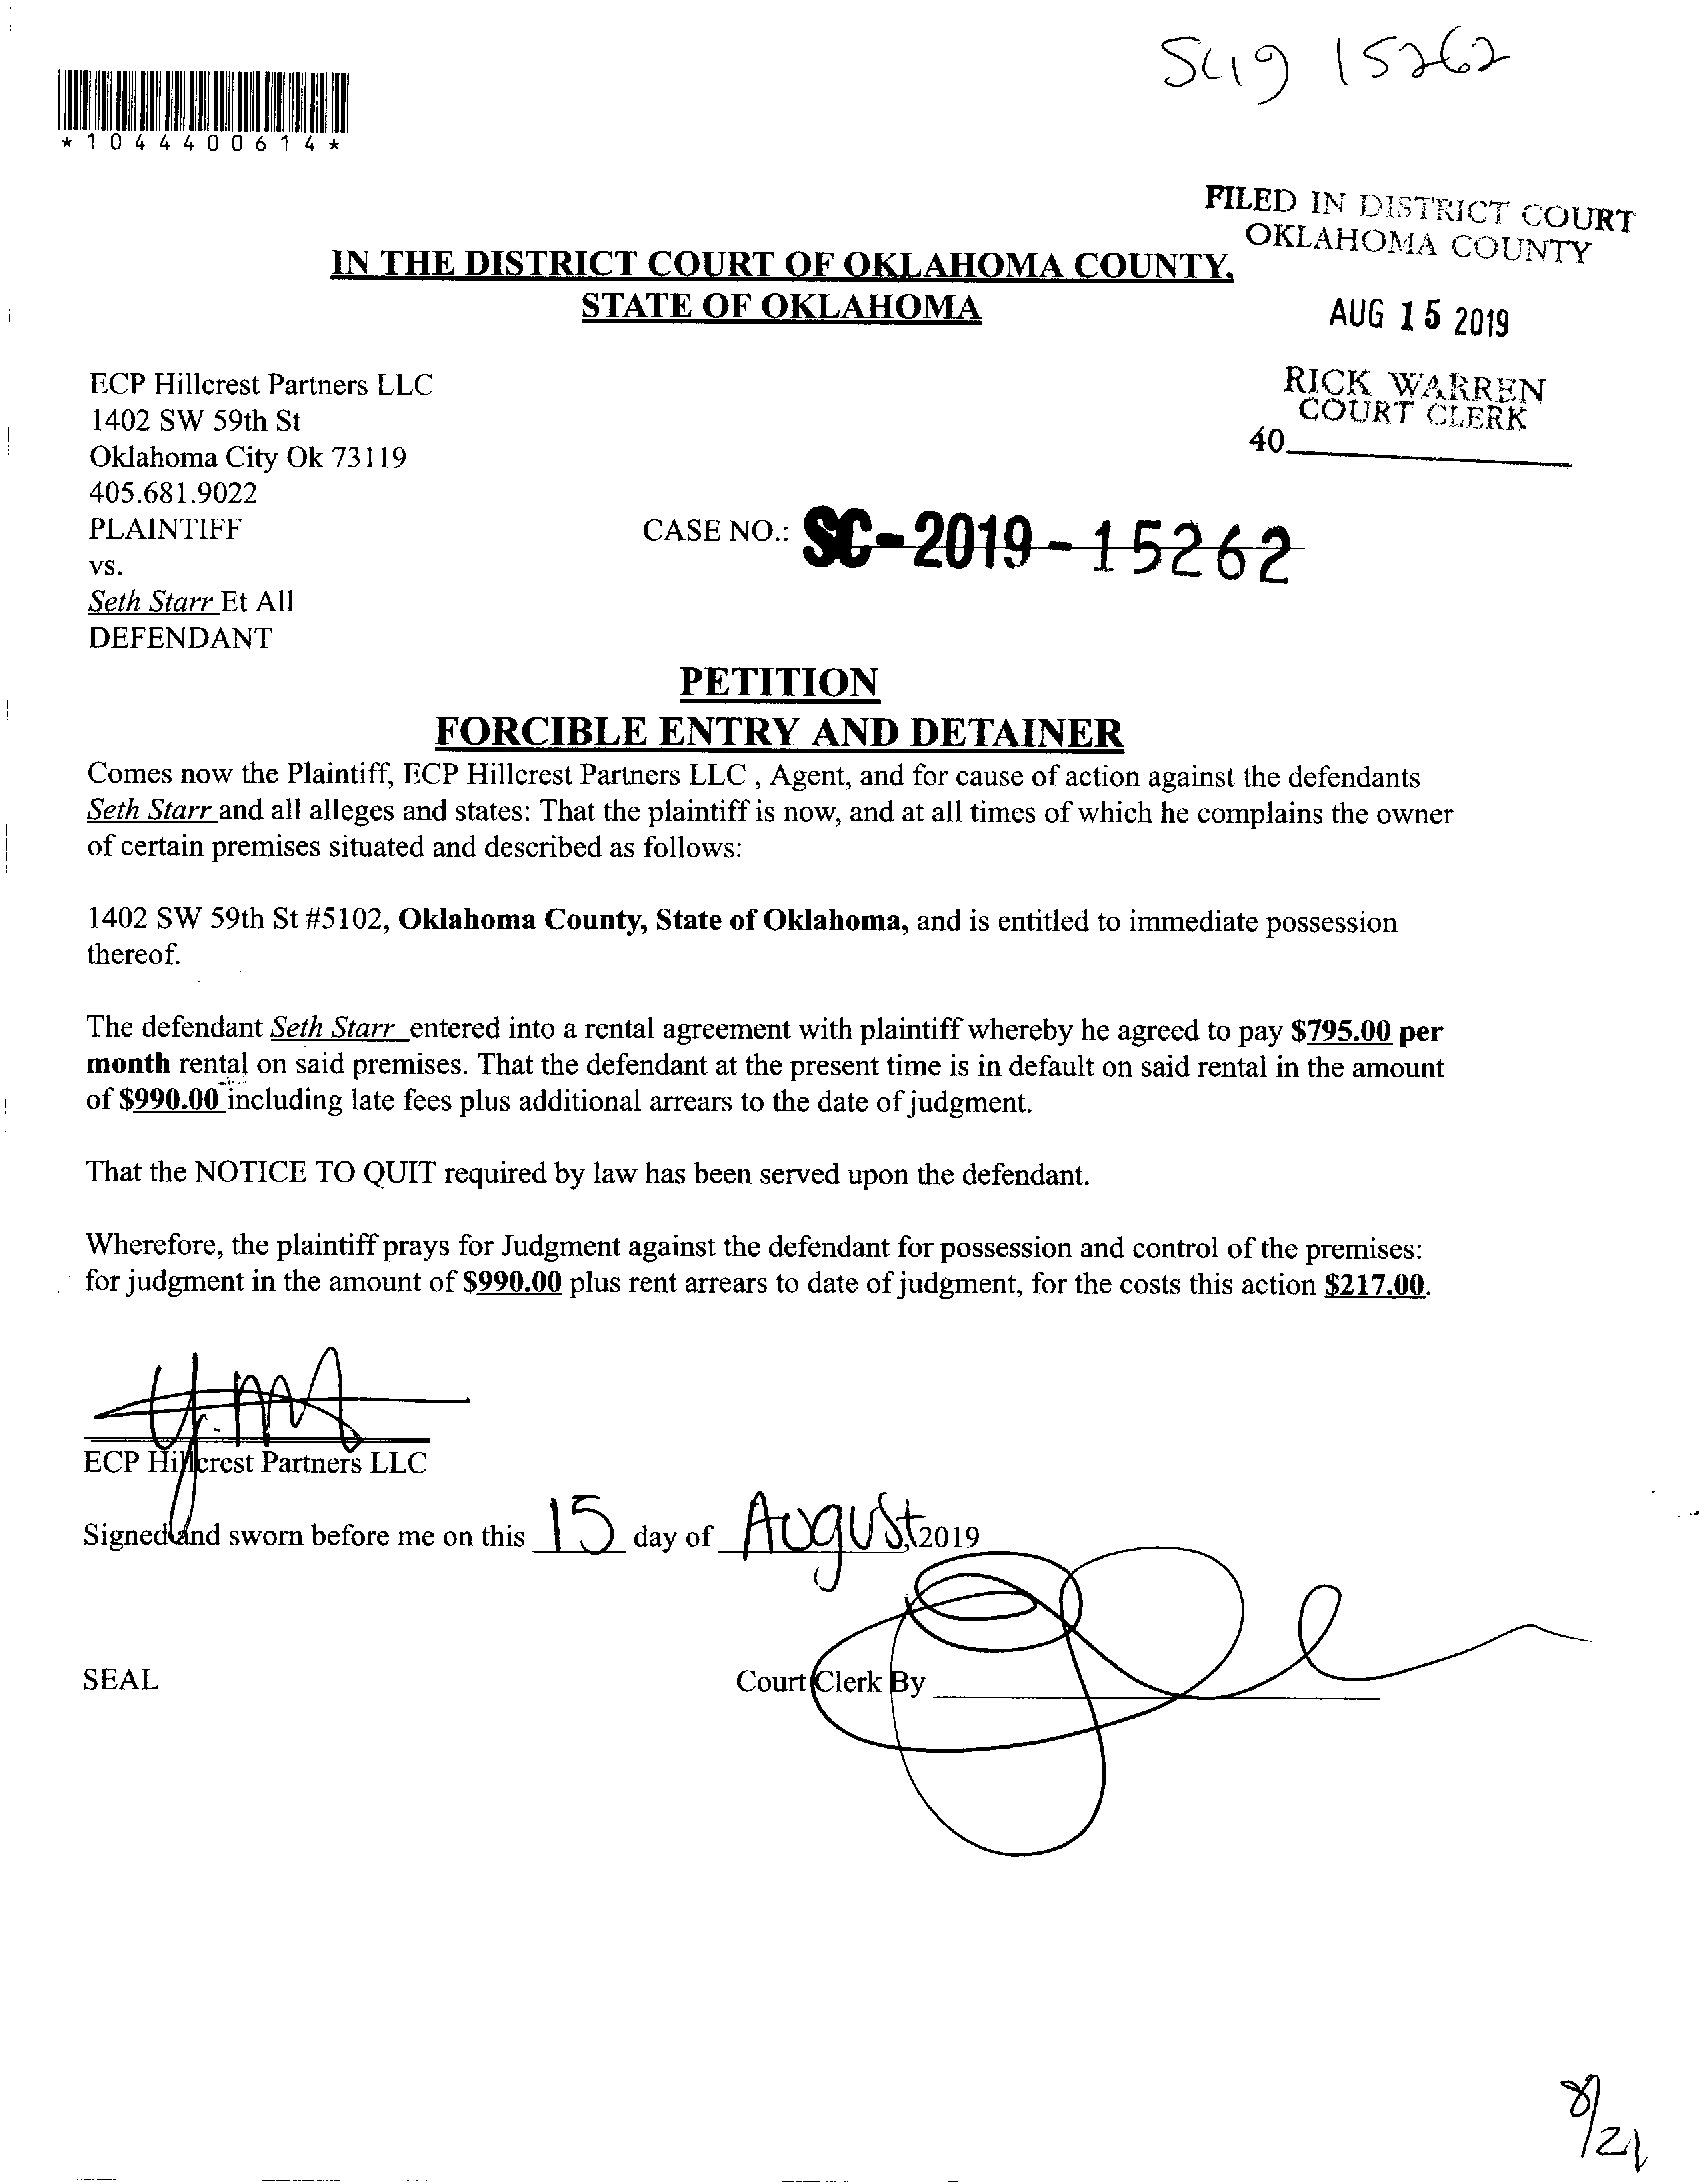 SC19 15262
*1044400614*
FILED IN DISTRICT COURT
OKLAHOMA COUNTY
IN THE DISTRICT COURT OF OKLAHOMA COUNTY,
STATE OF OKLAHOMA
AUG 15 2019
RICK WARREN
COURT CLERK
40
ECP Hillcrest Partners LLC
1402 SW 59th St
Oklahoma City Ok 73119
405.681.9022
PLAINTIFF
CASE NO.: SC-2019-15262
vs.
Seth Starr Et All
DEFENDANT
PETITION
FORCIBLE ENTRY AND DETAINER
Comes now the Plaintiff, ECP Hillcrest Partners LLC , Agent, and for cause of action against the defendants
Seth Starr and all alleges and states: That the plaintiff is now, and at all times of which he complains the owner
of certain premises situated and described as follows:
1402 SW 59th St #5102, Oklahoma County, State of Oklahoma, and is entitled to immediate possession
thereof.
The defendant Seth Starr entered into a rental agreement with plaintiff whereby he agreed to pay $795.00 per
month rental on said premises. That the defendant at the present time is in default on said rental in the amount
of $990.00 including late fees plus additional arrears to the date of judgment.
That the NOTICE TO QUIT required by law has been served upon the defendant.
Wherefore, the plaintiff prays for Judgment against the defendant for possession and control of the premises:
for judgment in the amount of $990.00 plus rent arrears to date of judgment, for the costs this action $217.00.
ECP Hillcrest Partners LLC
Signed and sworn before me on this 15 day of August, 2019
SEAL
Court Clerk By
8/21